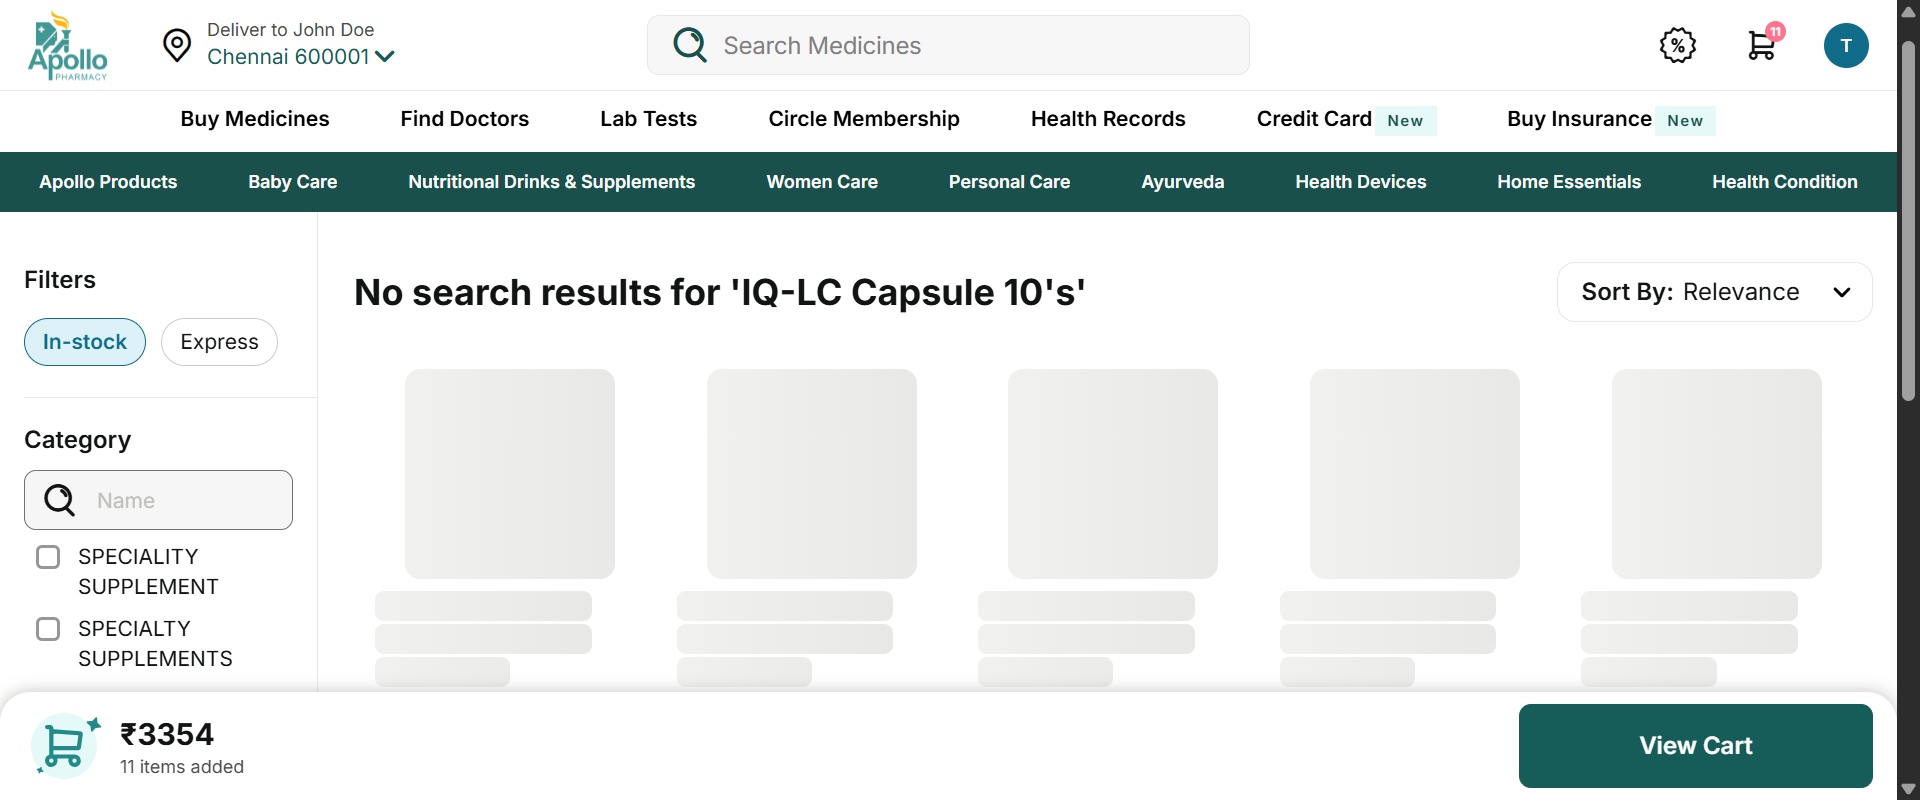 Apollo
PHARMACY
Deliver to John Doe
Chennai 600001
Search Medicines
%
11
T
Buy Medicines
Find Doctors
Lab Tests
Circle Membership
Health Records
Credit Card New
Buy Insurance New
Apollo Products
Baby Care
Nutritional Drinks & Supplements
Women Care
Personal Care
Ayurveda
Health Devices
Home Essentials
Health Condition
Filters
In-stock
Express
Category
Name
SPECIALITY
SUPPLEMENT
SPECIALTY
SUPPLEMENTS
No search results for 'IQ-LC Capsule 10's'
Sort By: Relevance
₹3354
11 items added
View Cart